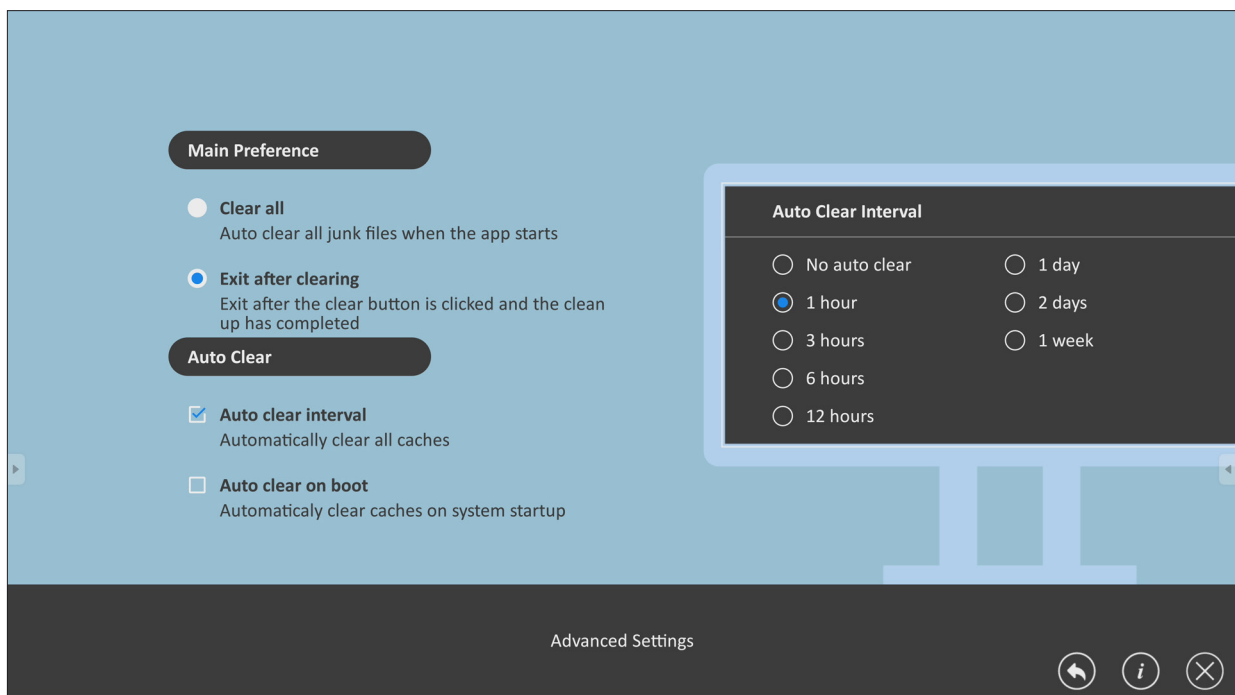 Main Preference
Clear all
Auto clear all junk files when the app starts
Exit after clearing
Exit after the clear button is clicked and the clean
up has completed
Auto Clear
Auto clear interval
Automatically clear all caches
Auto clear on boot
Automaticaly clear caches on system startup
Auto Clear Interval
No auto clear
1 hour
3 hours
6 hours
12 hours
1 day
2 days
1 week
Advanced Settings
i